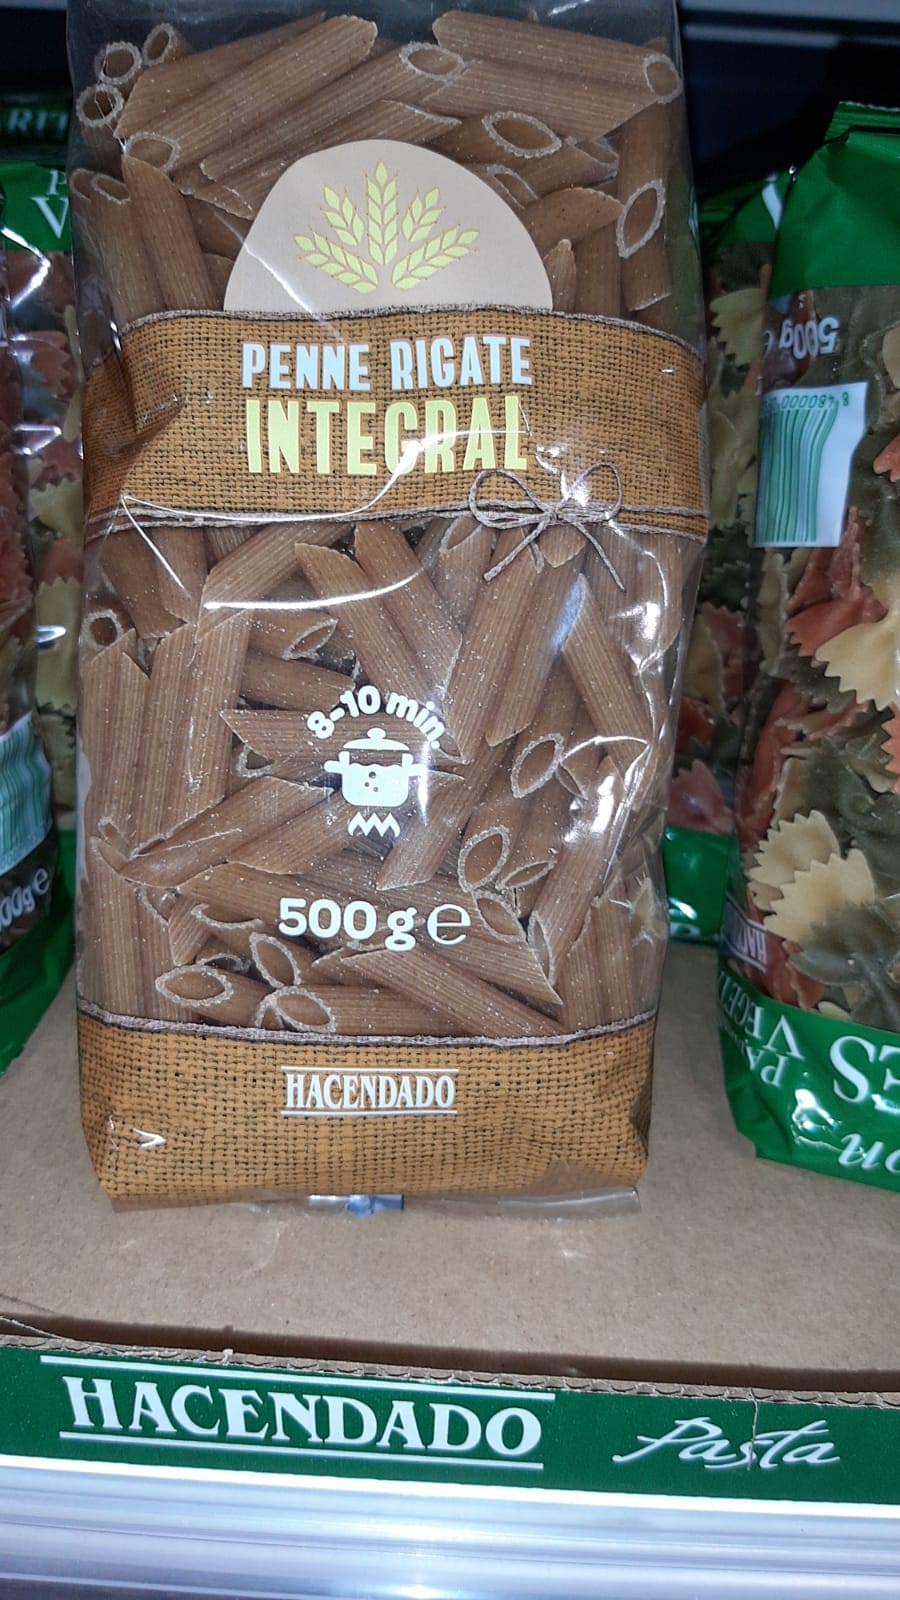 PENNE RIGATE
INTEGRAL
8-10 min.
500 g e
HACENDADO
500g e
HACENDADO
Pasta